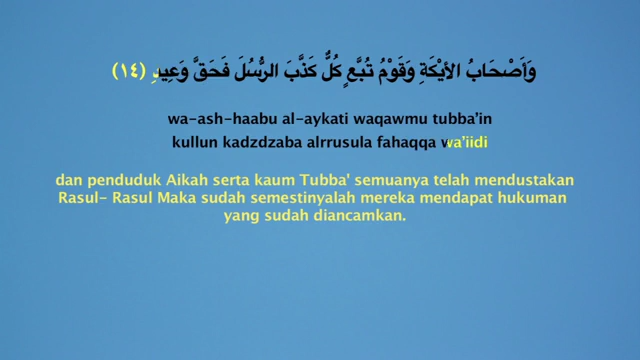 وَأَصْحَابُ الأَيْكَةِ وَقَوْمُ تُبَّعٍ كُلٌّ كَذَّبَ الرُّسُلَ فَحَقَّ وَعِيدِ (١٤)
wa-ash-haabu al-aykati waqawmu tubba'in
kullun kadzdzaba alrrusula fahaqqa wa'iidi
dan penduduk Aikah serta kaum Tubba' semuanya telah mendustakan
Rasul- Rasul Maka sudah semestinyalah mereka mendapat hukuman
yang sudah diancamkan.